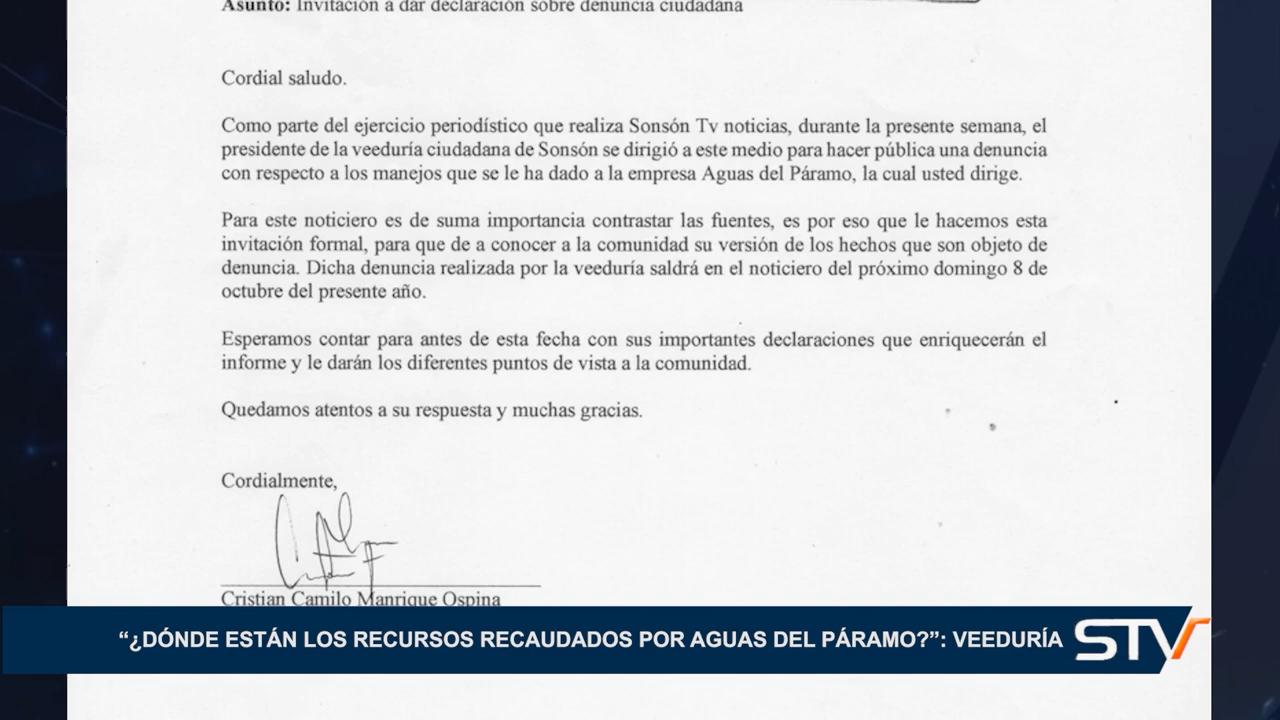 Asunto: Invitación a dar declaración sobre denuncia ciudadana
Cordial saludo.
Como parte del ejercicio periodístico que realiza Sonsón Tv noticias, durante la presente semana, el
presidente de la veeduría ciudadana de Sonsón se dirigió a este medio para hacer pública una denuncia
con respecto a los manejos que se le ha dado a la empresa Aguas del Páramo, la cual usted dirige.
Para este noticiero es de suma importancia contrastar las fuentes, es por eso que le hacemos esta
invitación formal, para que de a conocer a la comunidad su versión de los hechos que son objeto de
denuncia. Dicha denuncia realizada por la veeduría saldrá en el noticiero del próximo domingo 8 de
octubre del presente año.
Esperamos contar para antes de esta fecha con sus importantes declaraciones que enriquecerán el
informe y le darán los diferentes puntos de vista a la comunidad.
Quedamos atentos a su respuesta y muchas gracias.
Cordialmente,
Cristian Camilo Manrique Ospina
“¿DÓNDE ESTÁN LOS RECURSOS RECAUDADOS POR AGUAS DEL PÁRAMO?”: VEEDURÍA
STV